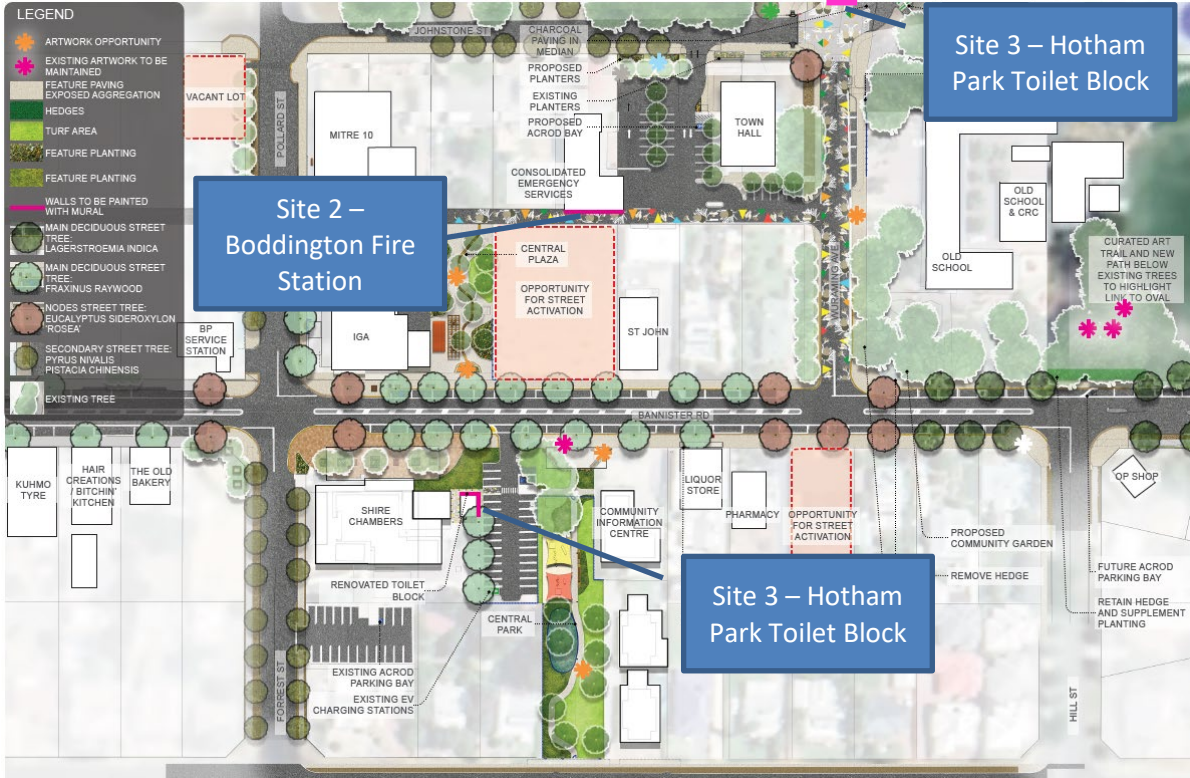 LEGEND
ARTWORK OPPORTUNITY
EXISTING ARTWORK TO BE
MAINTAINED
FEATURE PAVING
EXPOSED AGGREGATION
HEDGES
TURF AREA
FEATURE PLANTING
FEATURE PLANTING
WALLS TO BE PAINTED
WITH MURAL
MAIN DECIDUOUS STREET
TREE:
LAGERSTROEMIA INDICA
MAIN DECIDUOUS STREET
TREE:
FRAXINUS RAYWOOD
NODES STREET TREE:
EUCALYPTUS SIDEROXYLON
'ROSEA'
SECONDARY STREET TREE:
PYRUS NIVALIS
PISTACIA CHINENSIS
EXISTING TREE
VACANT LOT
POLLARD ST
JOHNSTONE ST
MITRE 10
CHARCOAL
PAVING IN
MEDIAN
PROPOSED
PLANTERS
EXISTING
PLANTERS
PROPOSED
ACROD BAY
CONSOLIDATED
EMERGENCY
SERVICES
TOWN
HALL
Site 3 – Hotham
Park Toilet Block
Site 2 –
Boddington Fire
Station
CENTRAL
PLAZA
OPPORTUNITY
FOR STREET
ACTIVATION
ST JOHN
IGA
BP
SERVICE
STATION
WURAMING AVE
OLD
SCHOOL
& CRC
OLD
SCHOOL
CURATED ART
TRAIL AND NEW
PATH BELOW
EXISTING TREES
TO HIGHLIGHT
LINK TO OVAL
BANNISTER RD
KUHMO
TYRE
HAIR
CREATIONS
/ BITCHIN'
KITCHEN
THE OLD
BAKERY
SHIRE
CHAMBERS
RENOVATED TOILET
BLOCK
EXISTING ACROD
PARKING BAY
EXISTING EV
CHARGING STATIONS
FORREST ST
CENTRAL
PARK
COMMUNITY
INFORMATION
CENTRE
LIQUOR
STORE
PHARMACY
OPPORTUNITY
FOR STREET
ACTIVATION
Site 3 – Hotham
Park Toilet Block
PROPOSED
COMMUNITY GARDEN
REMOVE HEDGE
OP SHOP
FUTURE ACROD
PARKING BAY
RETAIN HEDGE
AND SUPPLEMENT
PLANTING
HILL ST